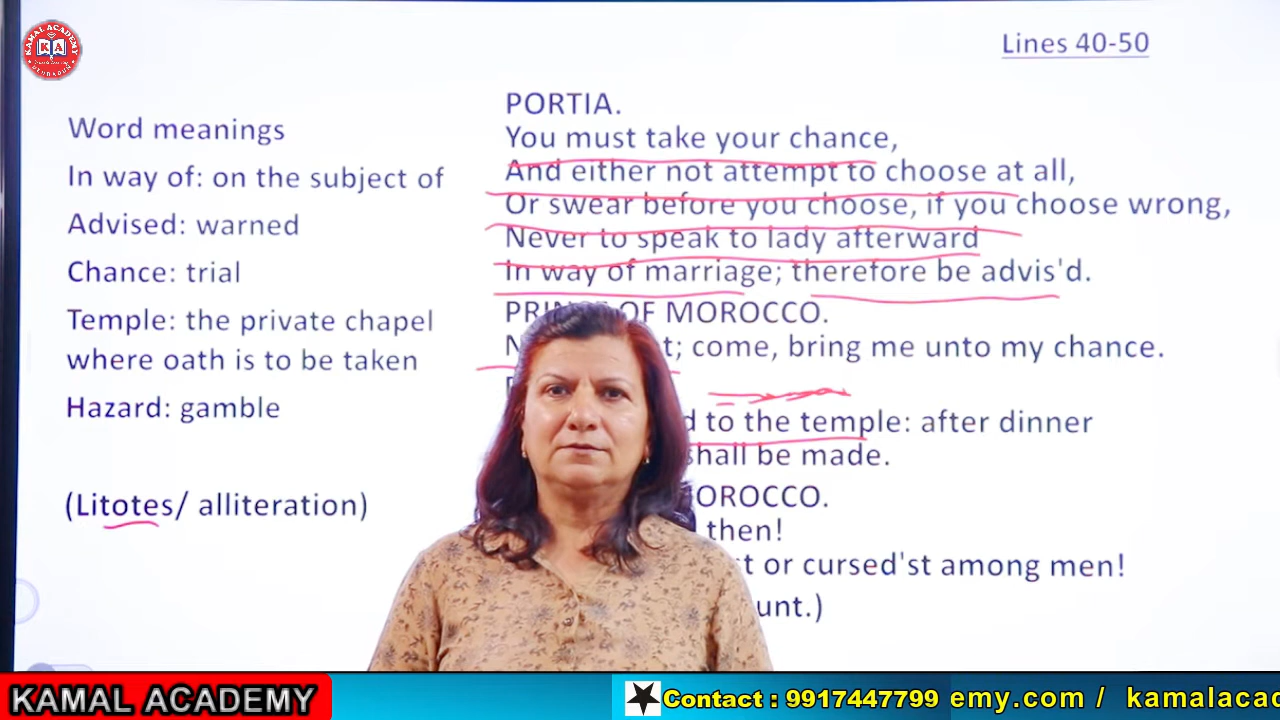 KAMAL ACADEMY
KA
DEHRADUN
Lines 40-50
Word meanings
In way of: on the subject of
Advised: warned
Chance: trial
Temple: the private chapel
where oath is to be taken
Hazard: gamble
(Litotes/ alliteration)
PORTIA.
You must take your chance,
And either not attempt to choose at all,
Or swear before you choose, if you choose wrong,
Never to speak to lady afterward
In way of marriage; therefore be advis'd.
OF MOROCCO.
; come, bring me unto my chance.
to the temple: after dinner
shall be made.
MOROCCO.
then!
or cursed'st among men!
KAMAL ACADEMY
Contact : 9917447799 emy.com / kamalacad